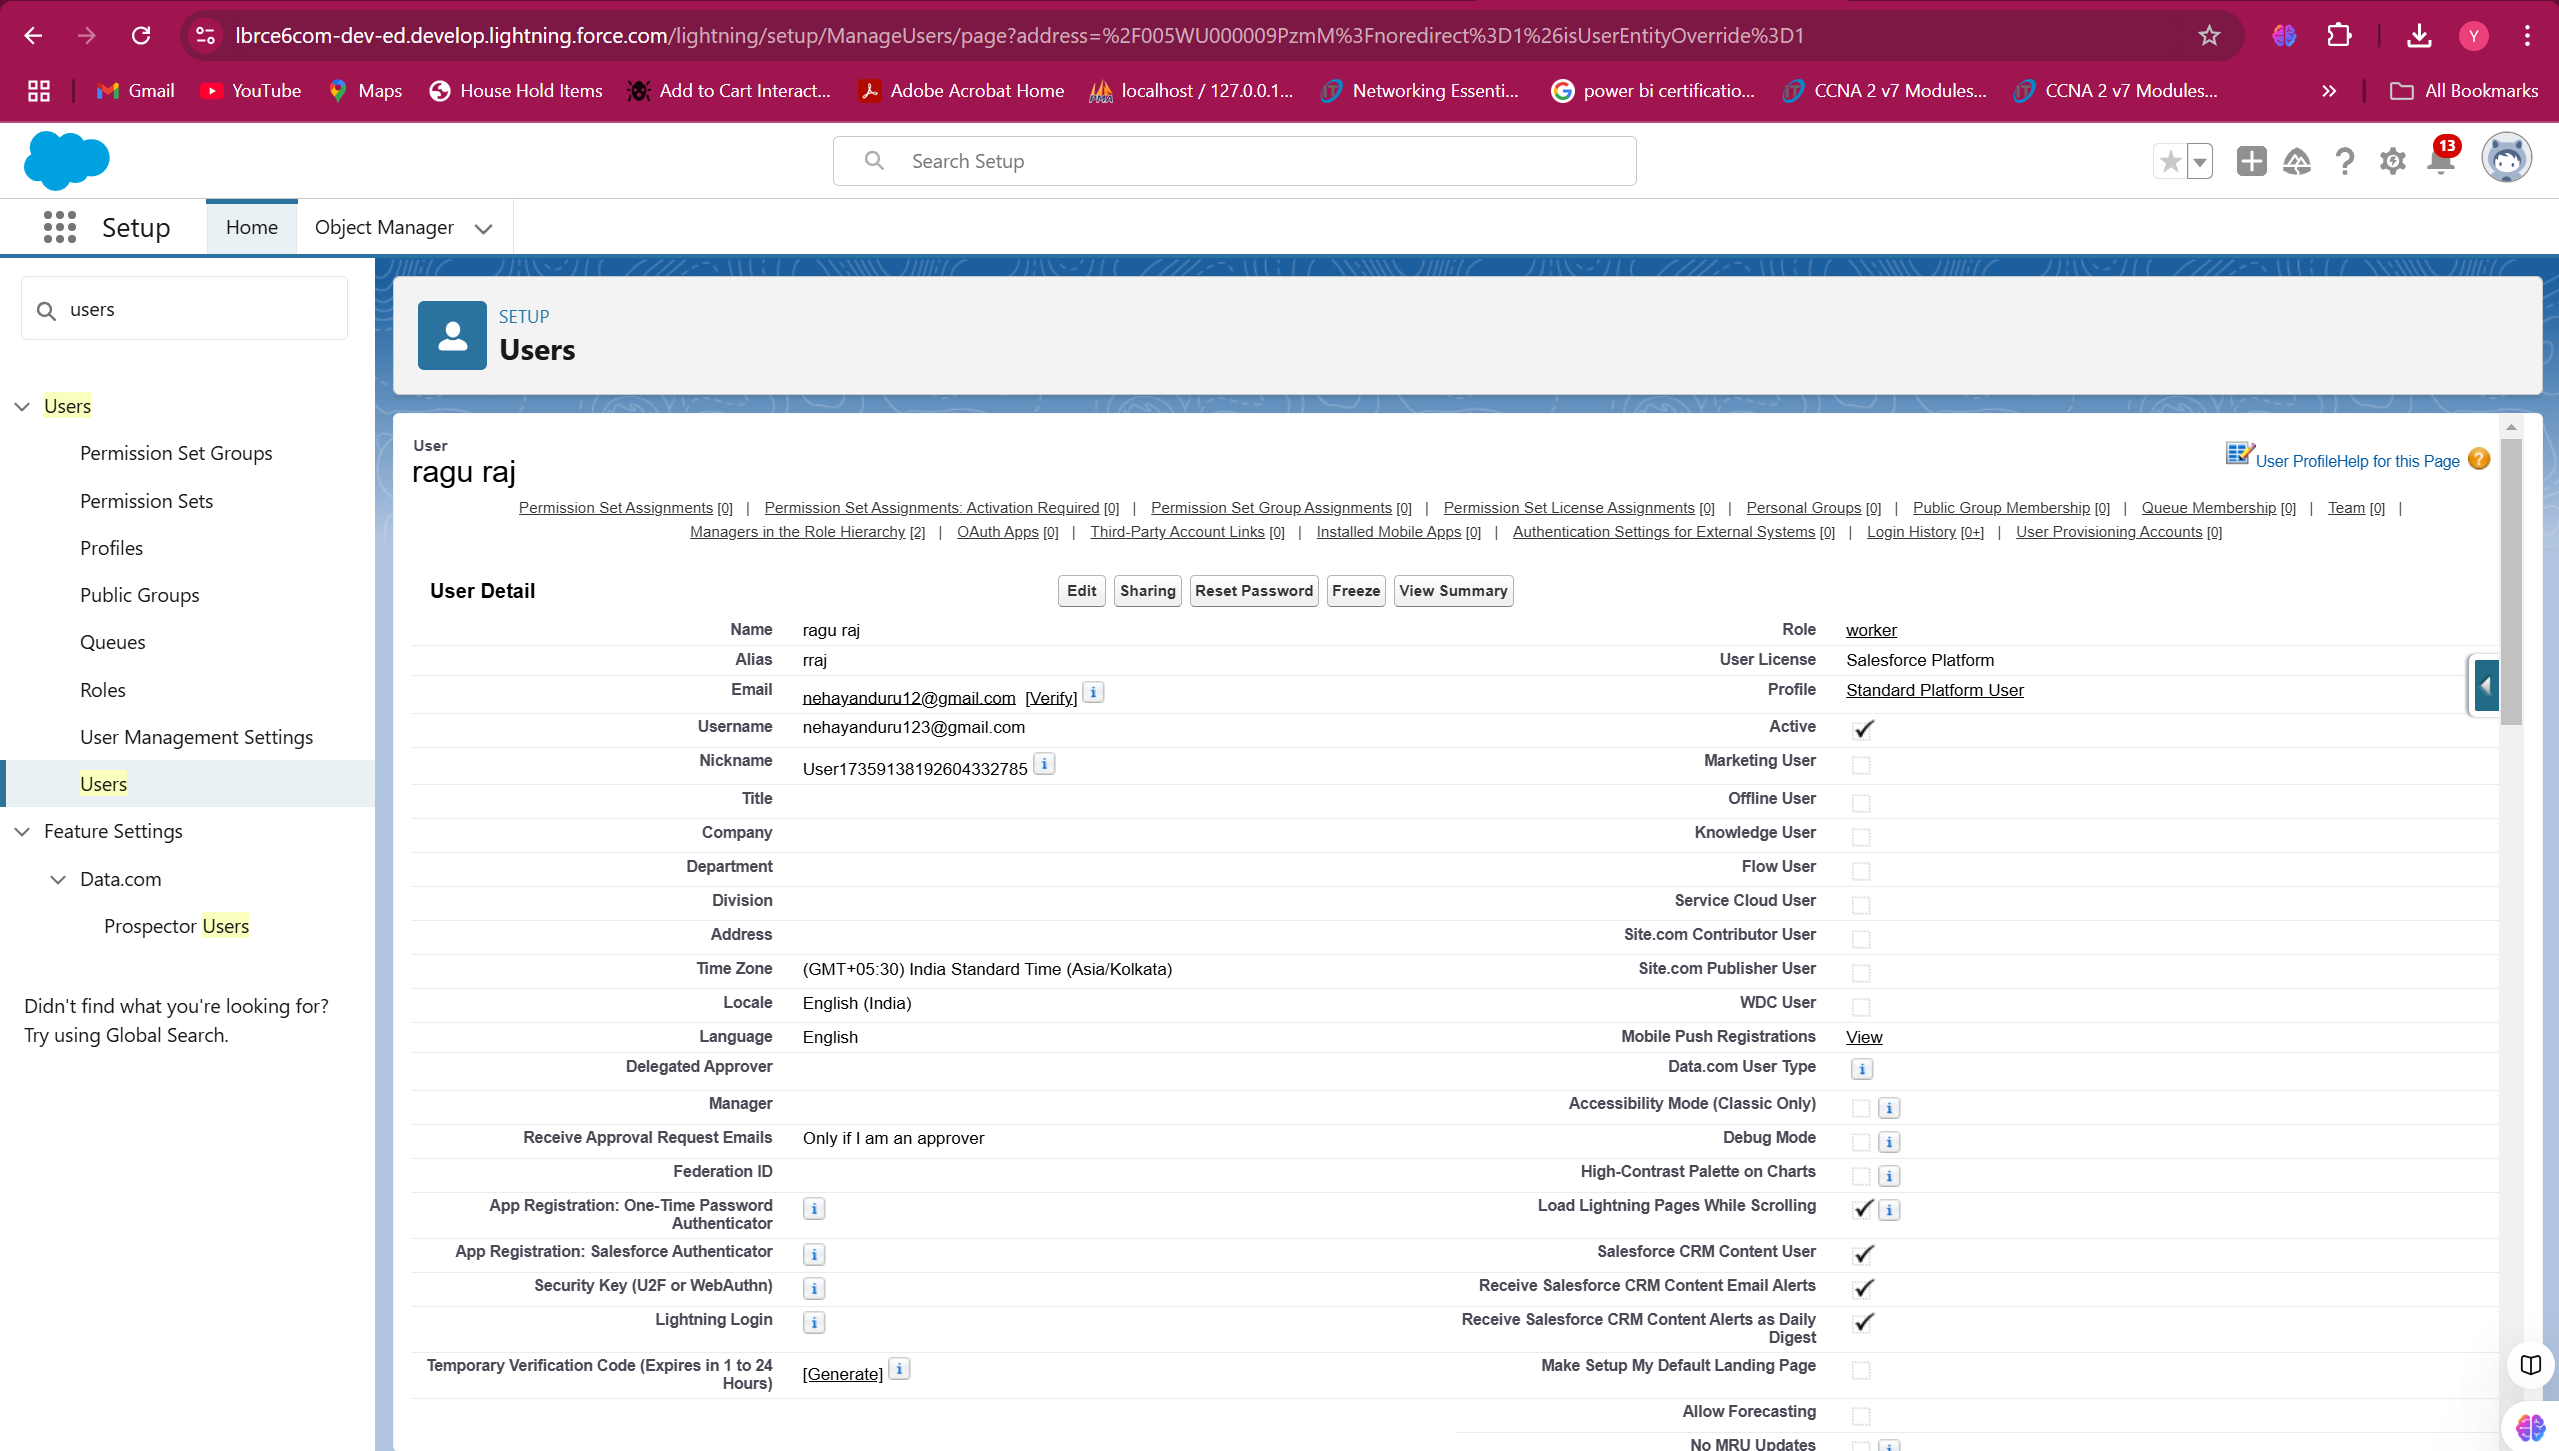 lbrce6com-dev-ed.develop.lightning.force.com/lightning/setup/ManageUsers/page?address=%2F005WU000009PzmM%3Fnoredirect%3D1%26isUserEntityOverride%3D1
Y
Gmail YouTube Maps House Hold Items Add to Cart Interact... Adobe Acrobat Home localhost / 127.0.0.1... Networking Essenti... power bi certificatio... CCNA 2 v7 Modules... CCNA 2 v7 Modules... » All Bookmarks
Search Setup
13
Setup Home Object Manager
users
Users
Permission Set Groups
Permission Sets
Profiles
Public Groups
Queues
Roles
User Management Settings
Users
Feature Settings
Data.com
Prospector Users
Didn't find what you're looking for?
Try using Global Search.
SETUP
Users
User
ragu raj
User Profile Help for this Page
Permission Set Assignments [0] | Permission Set Assignments: Activation Required [0] | Permission Set Group Assignments [0] | Permission Set License Assignments [0] | Personal Groups [0] | Public Group Membership [0] | Queue Membership [0] | Team [0] |
Managers in the Role Hierarchy [2] | OAuth Apps [0] | Third-Party Account Links [0] | Installed Mobile Apps [0] | Authentication Settings for External Systems [0] | Login History [0+] | User Provisioning Accounts [0]
User Detail Edit Sharing Reset Password Freeze View Summary
Name ragu raj Role worker
Alias rraj User License Salesforce Platform
Email nehayanduru12@gmail.com [Verify] i Profile Standard Platform User
Username nehayanduru123@gmail.com Active
Nickname User17359138192604332785 i Marketing User
Title Offline User
Company Knowledge User
Department Flow User
Division Service Cloud User
Address Site.com Contributor User
Time Zone (GMT+05:30) India Standard Time (Asia/Kolkata) Site.com Publisher User
Locale English (India) WDC User
Language English Mobile Push Registrations View
Delegated Approver Data.com User Type i
Manager Accessibility Mode (Classic Only) i
Receive Approval Request Emails Only if I am an approver Debug Mode i
Federation ID High-Contrast Palette on Charts i
App Registration: One-Time Password Authenticator i Load Lightning Pages While Scrolling i
App Registration: Salesforce Authenticator i Salesforce CRM Content User
Security Key (U2F or WebAuthn) i Receive Salesforce CRM Content Email Alerts
Lightning Login i Receive Salesforce CRM Content Alerts as Daily Digest
Temporary Verification Code (Expires in 1 to 24 Hours) [Generate] i Make Setup My Default Landing Page
Allow Forecasting
No MRU Updates i